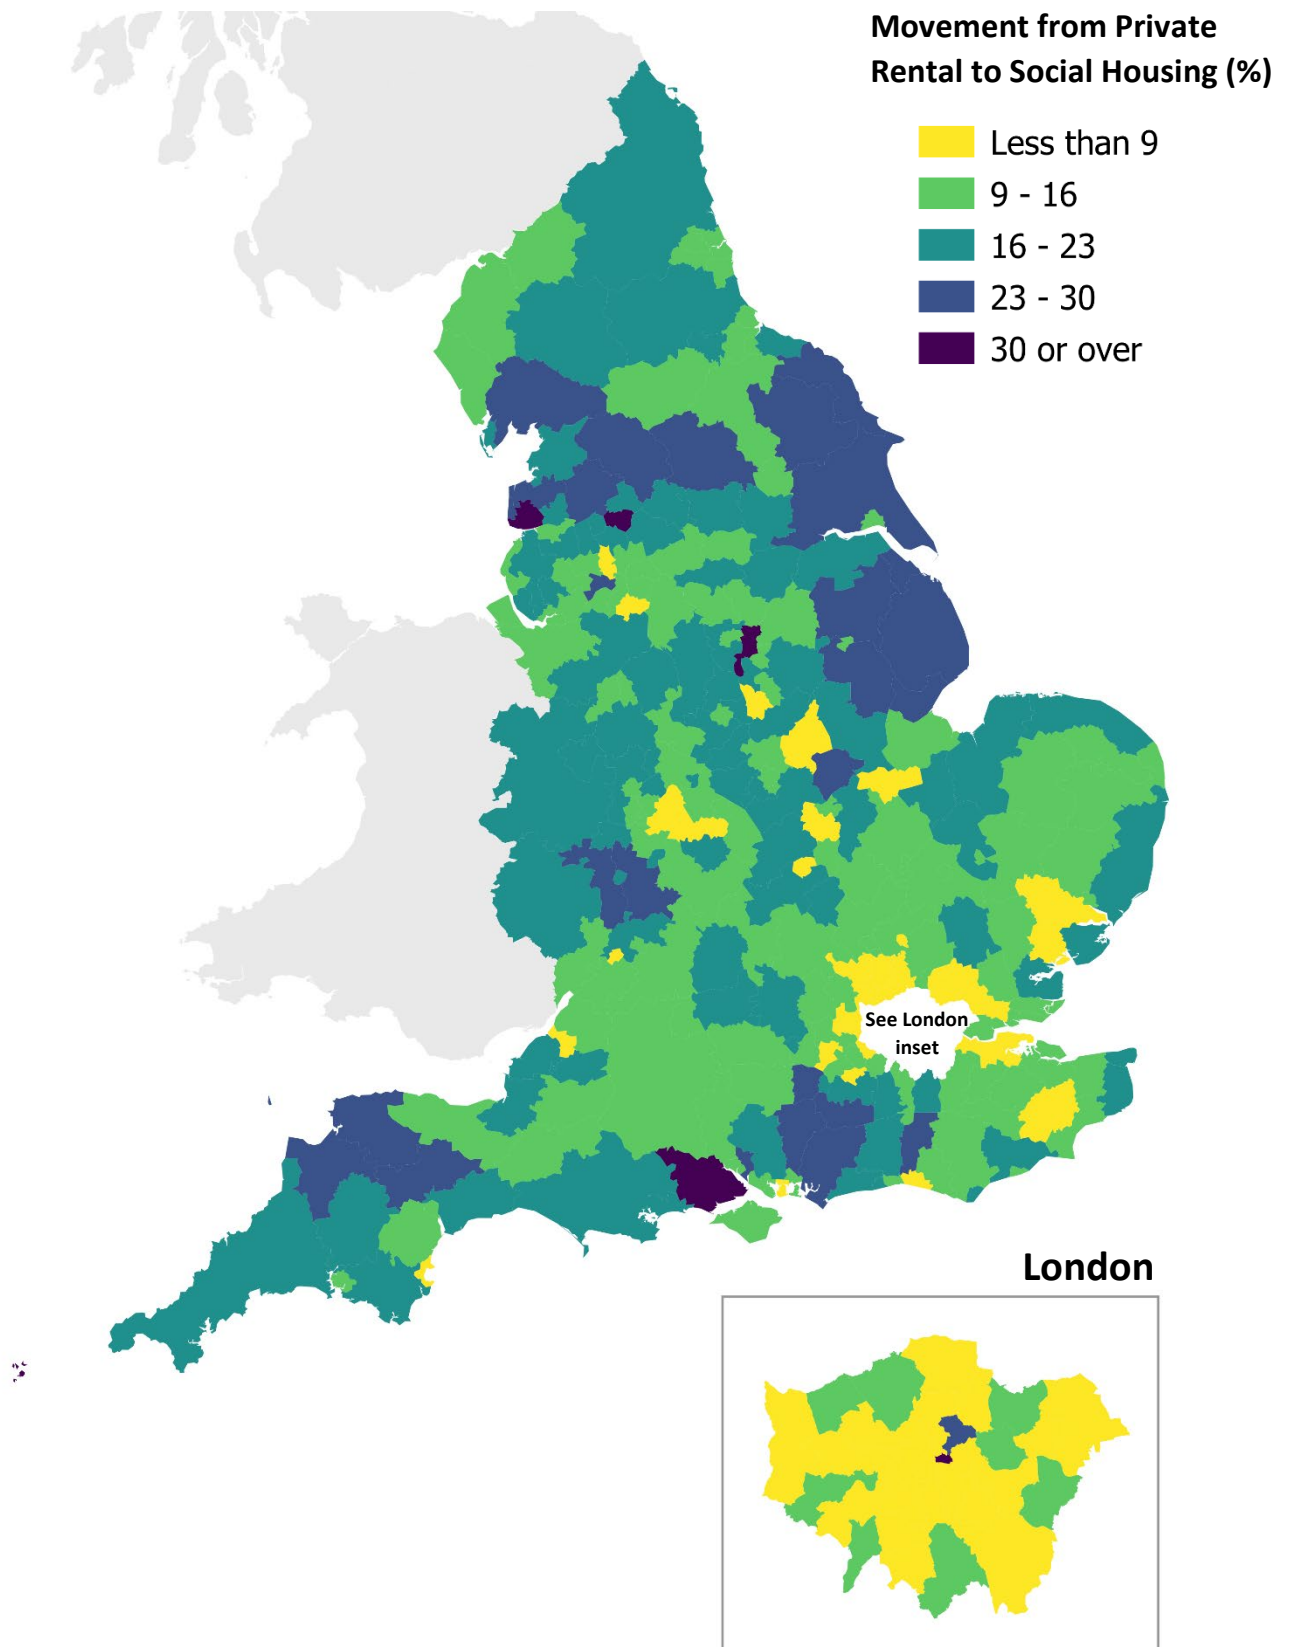 Movement from Private
Rental to Social Housing (%)
Less than 9
9 - 16
16 - 23
23 - 30
30 or over
See London
inset
London